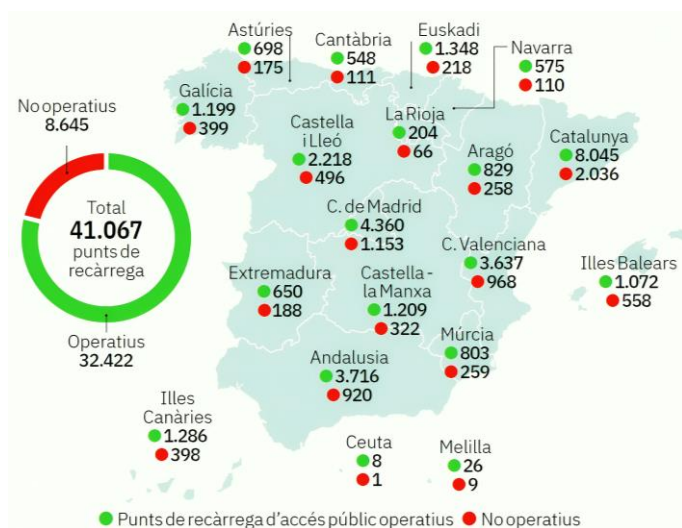 No operatius
8.645
Total
41.067
punts de
recàrrega
Operatius
32.422
Astúries
698
175
Cantàbria
548
111
Euskadi
1.348
218
Navarra
575
110
Galícia
1.199
399
Castella
i Lleó
2.218
496
La Rioja
204
66
Aragó
829
258
Catalunya
8.045
2.036
C. de Madrid
4.360
1.153
C. Valenciana
3.637
968
Illes Balears
1.072
558
Extremadura
650
188
Castella -
la Manxa
1.209
322
Múrcia
803
259
Andalusia
3.716
920
Illes
Canàries
1.286
398
Ceuta
8
1
Melilla
26
9
Punts de recàrrega d'accés públic operatius No operatius